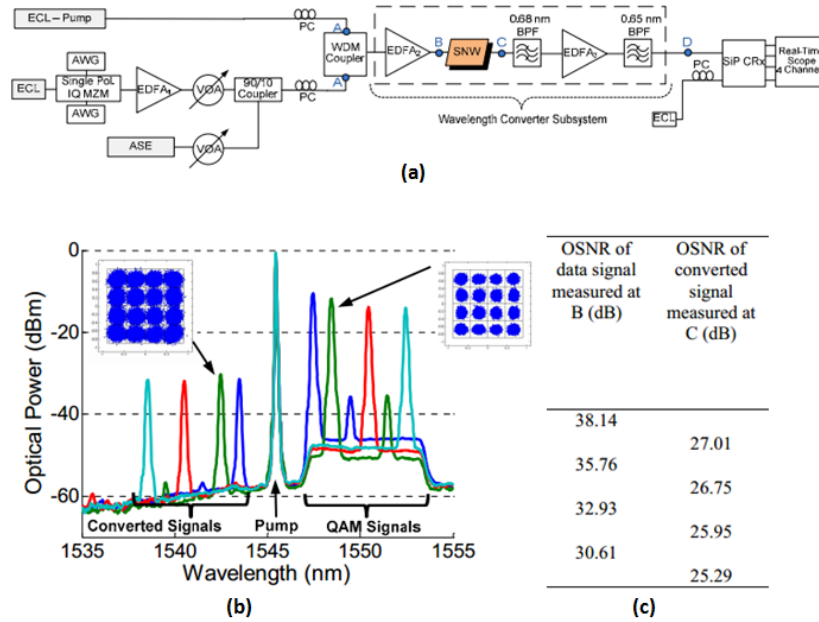 ECL – Pump
PC
A
WDM
Coupler
A
PC
AWG
ECL
Single Pol.
IQ MZM
AWG
EDFA1
VOA
90/10
Coupler
ASE
VOA
EDFA2
B
SNW
C
0.68 nm
BPF
EDFA3
0.65 nm
BPF
D
PC
ECL
SiP CRx
Real-Time
Scope
4 Channel
Wavelength Converter Subsystem
(a)
Optical Power (dBm)
0
-20
-40
-60
Converted Signals
Pump
QAM Signals
1535
1540
1545
1550
1555
Wavelength (nm)
(b)
OSNR of
data signal
measured at
B (dB)
OSNR of
converted
signal
measured at
C (dB)
38.14
27.01
35.76
26.75
32.93
25.95
30.61
25.29
(c)